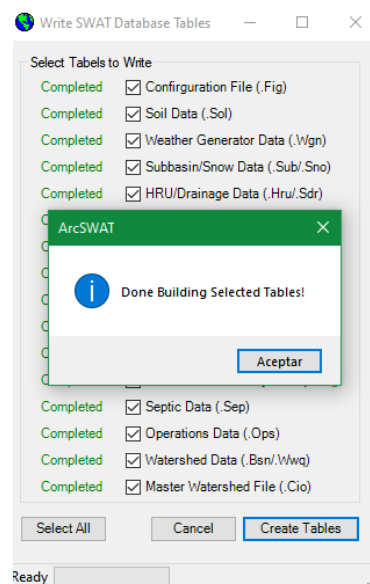 Write SWAT Database Tables
Select Tabels to Write
Completed Confirguration File (.Fig)
Completed Soil Data (.Sol)
Completed Weather Generator Data (.Wgn)
Completed Subbasin/Snow Data (.Sub/.Sno)
Completed HRU/Drainage Data (.Hru/.Sdr)
ArcSWAT
Done Building Selected Tables!
Aceptar
Completed Septic Data (.Sep)
Completed Operations Data (.Ops)
Completed Watershed Data (.Bsn/.Wwq)
Completed Master Watershed File (.Cio)
Select All Cancel Create Tables
Ready